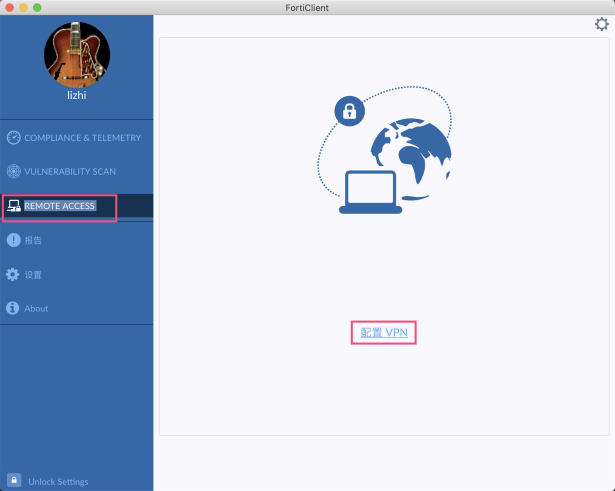 FortiClient
lizhi
COMPLIANCE & TELEMETRY
VULNERABILITY SCAN
REMOTE ACCESS
报告
设置
About
配置 VPN
Unlock Settings